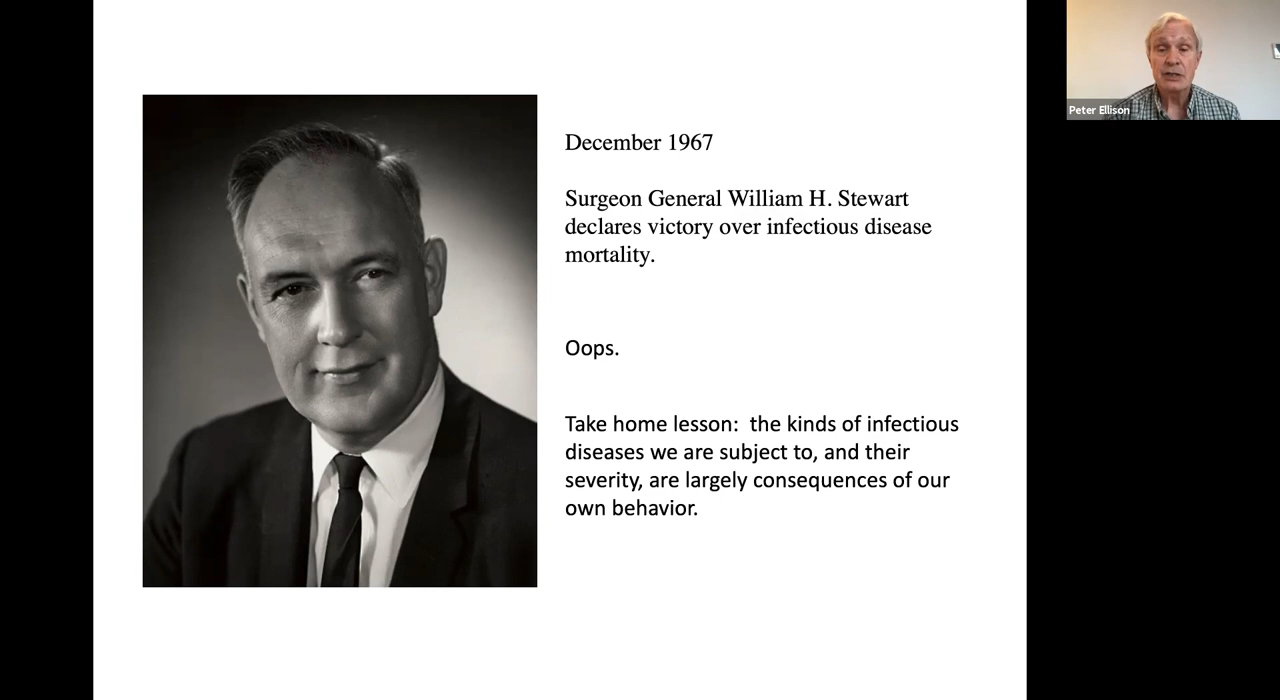 December 1967
Surgeon General William H. Stewart
declares victory over infectious disease
mortality.
Oops.
Take home lesson:  the kinds of infectious
diseases we are subject to, and their
severity, are largely consequences of our
own behavior.
Peter Ellison